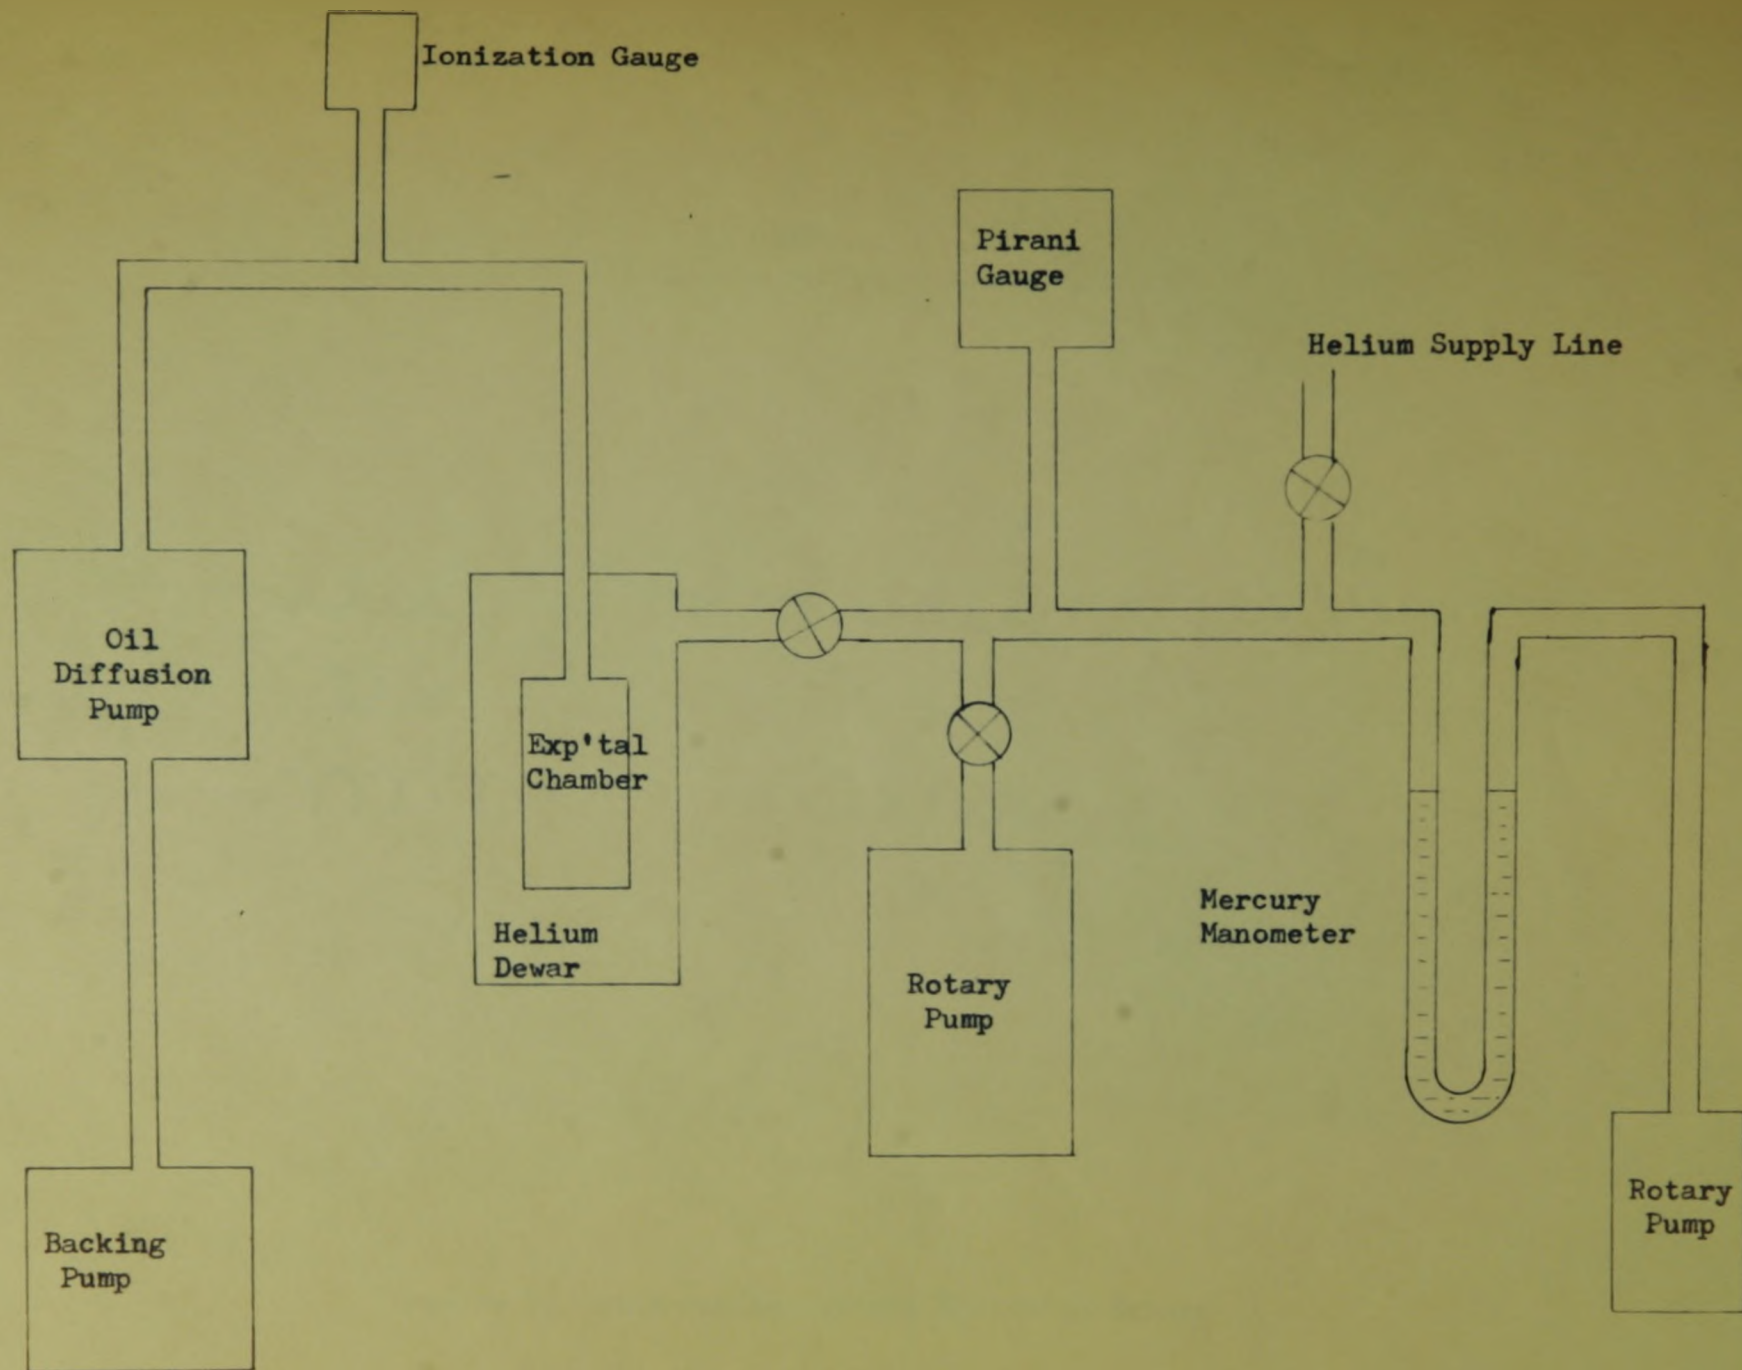 Ionization Gauge
Pirani
Gauge
Helium Supply Line
Oil
Diffusion
Pump
Exp'tal
Chamber
Helium
Dewar
Mercury
Manometer
Rotary
Pump
Rotary
Pump
Backing
Pump